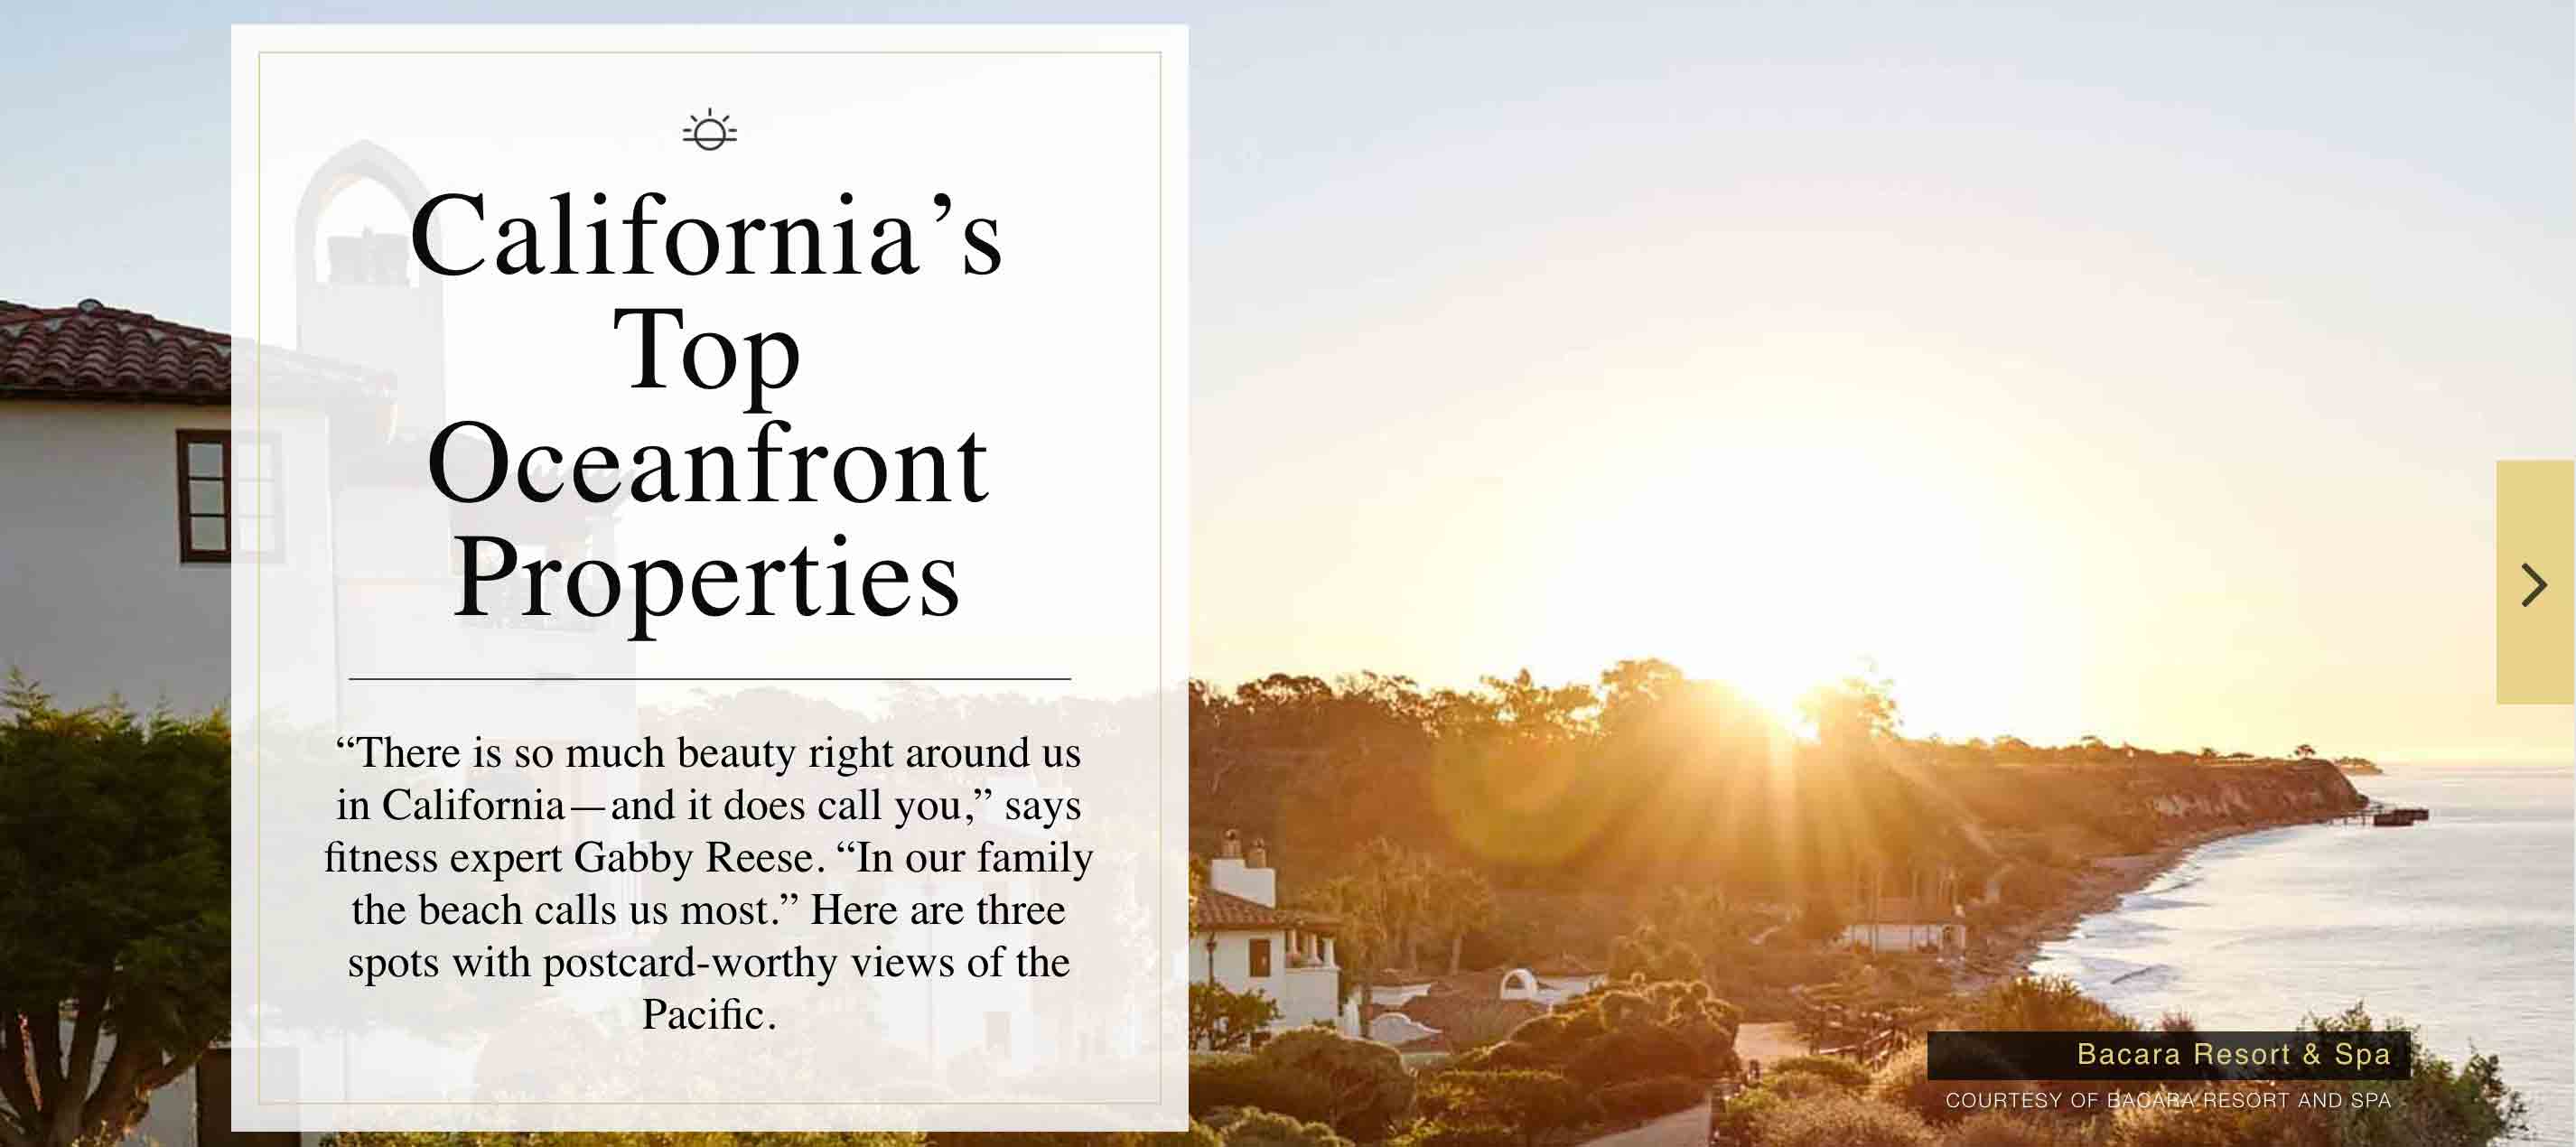 California’s
Top
Oceanfront
Properties
“There is so much beauty right around us
in California—and it does call you,” says
fitness expert Gabby Reese. “In our family
the beach calls us most.” Here are three
spots with postcard-worthy views of the
Pacific.
Bacara Resort & Spa
COURTESY OF BACARA RESORT AND SPA